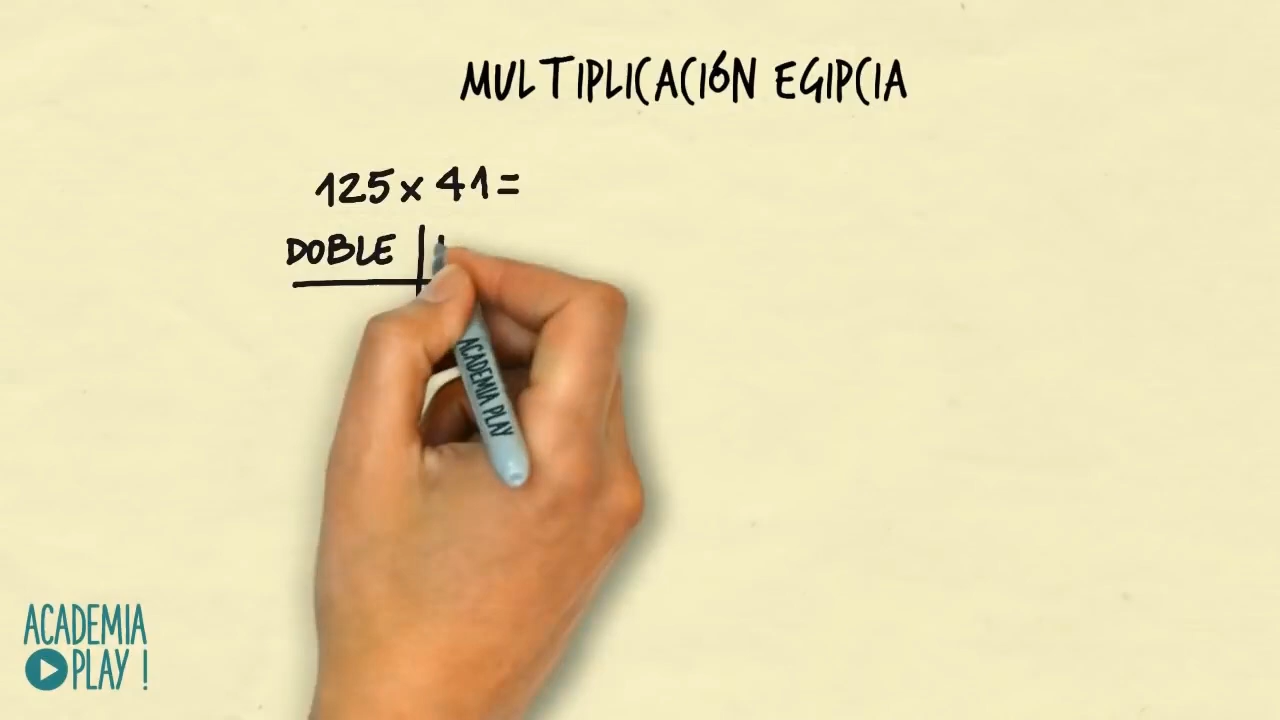 MULTIPLICACIÓN EGIPCIA
125 x 41 =
DOBLE
ACADEMIA PLAY
ACADEMIA
PLAY !